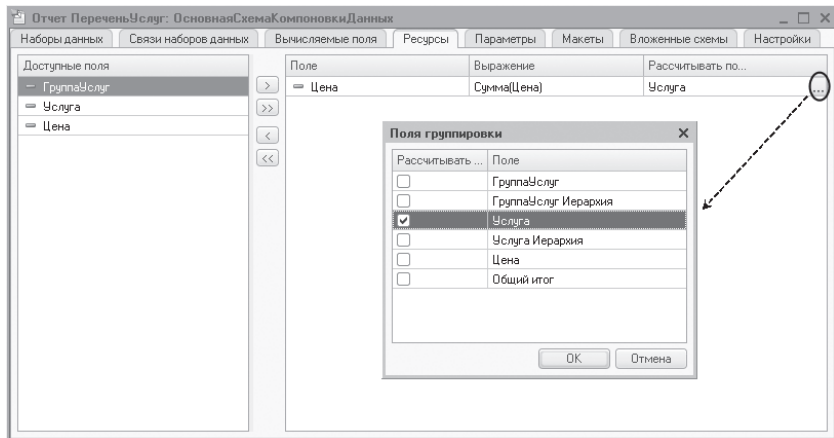 Отчет ПереченьУслуг: ОсновнаяСхемаКомпоновкиДанных
Наборы данных Связи наборов данных Вычисляемые поля Ресурсы Параметры Макеты Вложенные схемы Настройки
Доступные поля
ГруппаУслуг
Услуга
Цена
>
>>
<
<<
Поле Выражение Рассчитывать по...
Цена Сумма(Цена) Услуга ...
Поля группировки
Рассчитывать ... Поле
ГруппаУслуг
ГруппаУслуг Иерархия
Услуга
Услуга Иерархия
Цена
Общий итог
OK Отмена